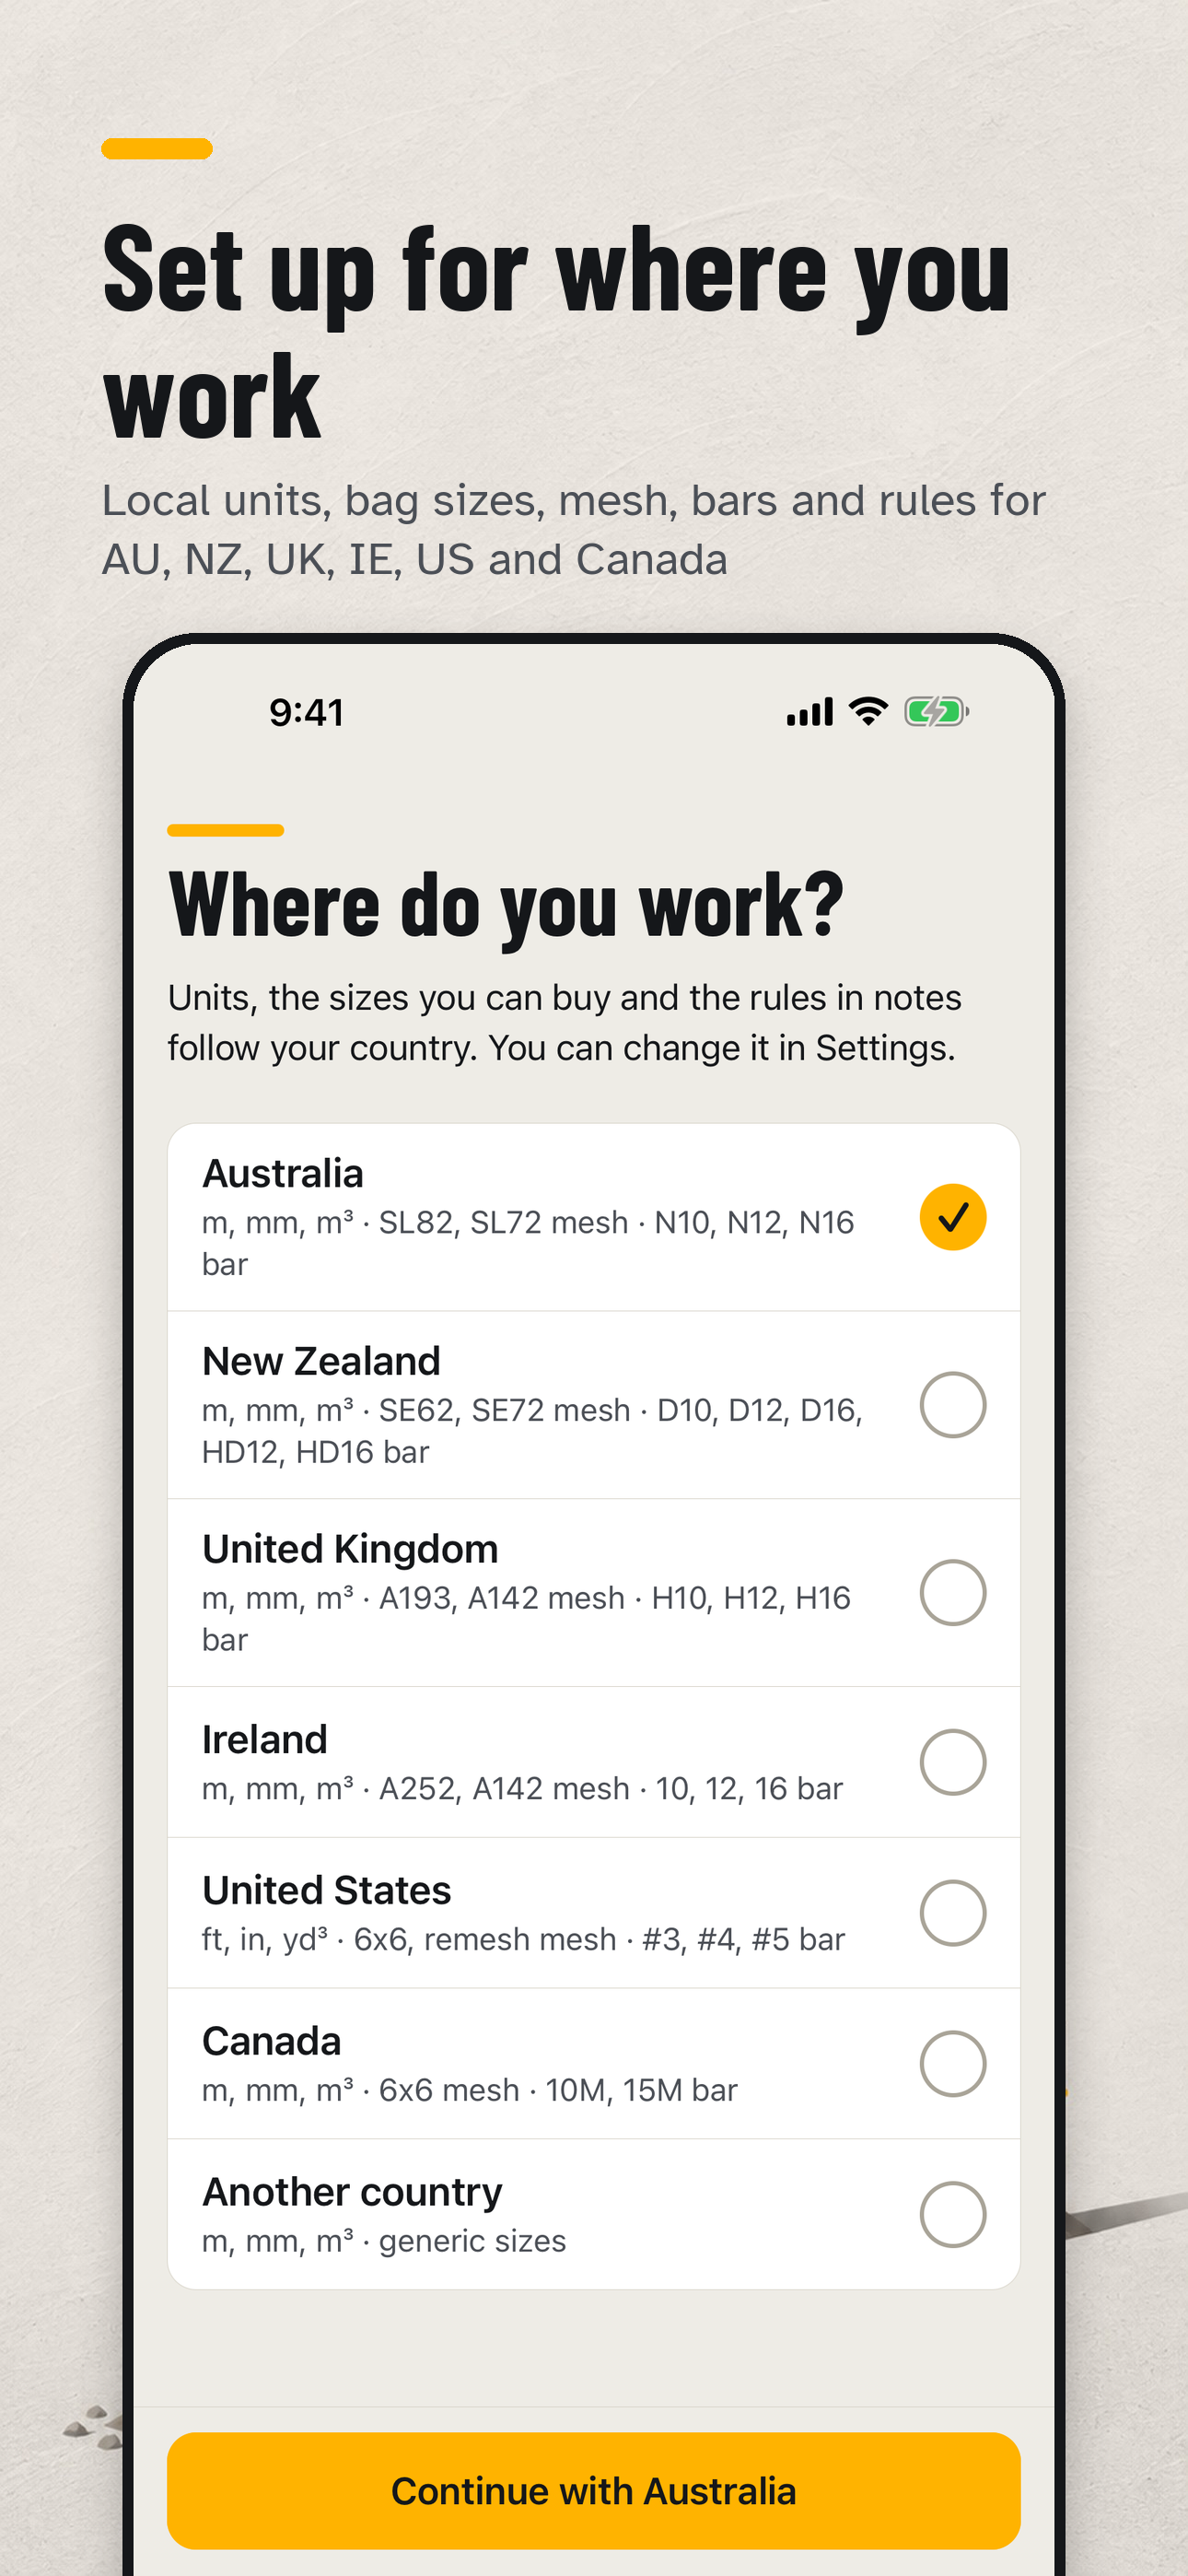 Set up for where you
work
Local units, bag sizes, mesh, bars and rules for
AU, NZ, UK, IE, US and Canada
9:41
Where do you work?
Units, the sizes you can buy and the rules in notes
follow your country. You can change it in Settings.
Australia
m, mm, m³ · SL82, SL72 mesh · N10, N12, N16
bar
New Zealand
m, mm, m³ · SE62, SE72 mesh · D10, D12, D16,
HD12, HD16 bar
United Kingdom
m, mm, m³ · A193, A142 mesh · H10, H12, H16
bar
Ireland
m, mm, m³ · A252, A142 mesh · 10, 12, 16 bar
United States
ft, in, yd³ · 6x6, remesh mesh · #3, #4, #5 bar
Canada
m, mm, m³ · 6x6 mesh · 10M, 15M bar
Another country
m, mm, m³ · generic sizes
Continue with Australia